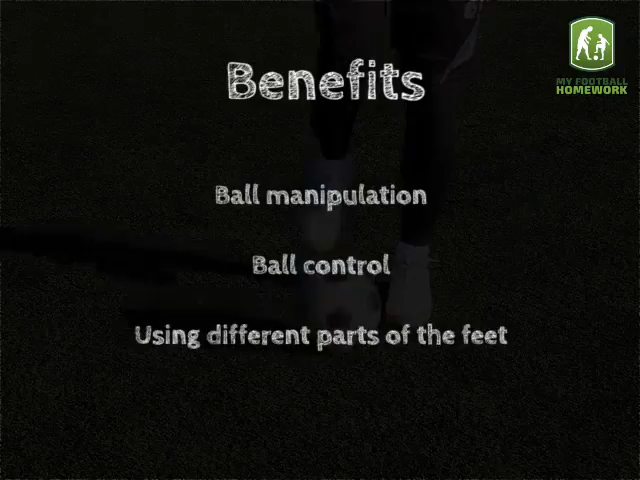 Benefits
MY FOOTBALL
HOMEWORK
Ball manipulation
Ball control
Using different parts of the feet